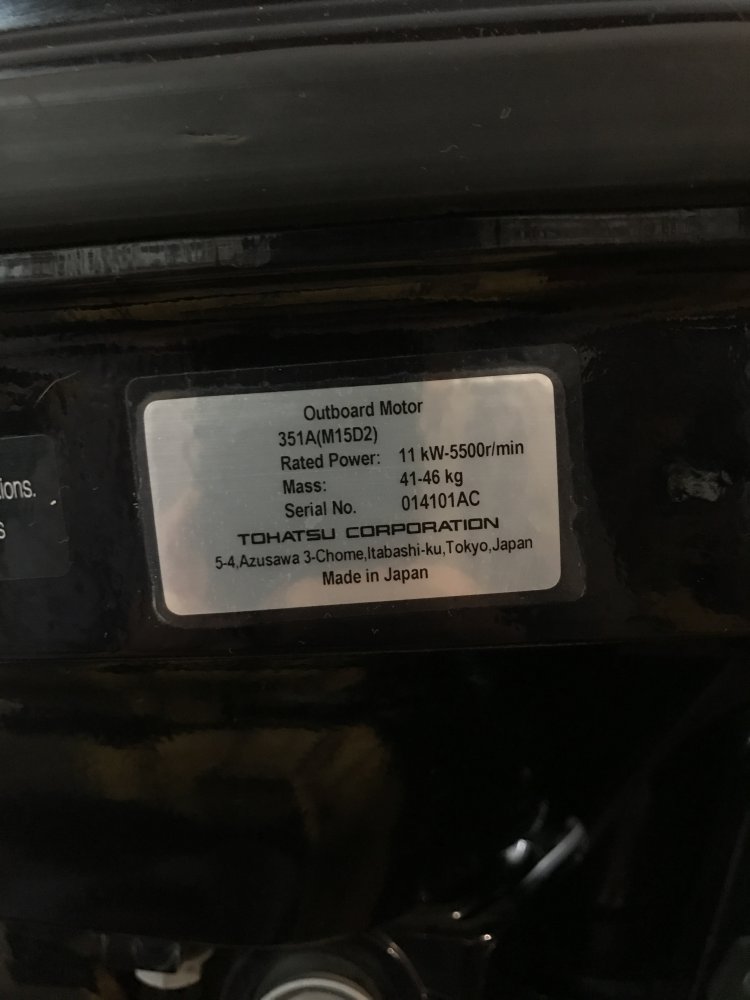 Outboard Motor
351A(M15D2)
Rated Power: 11 kW-5500r/min
Mass: 41-46 kg
Serial No. 014101AC
TOHATSU CORPORATION
5-4,Azusawa 3-Chome,Itabashi-ku,Tokyo,Japan
Made in Japan